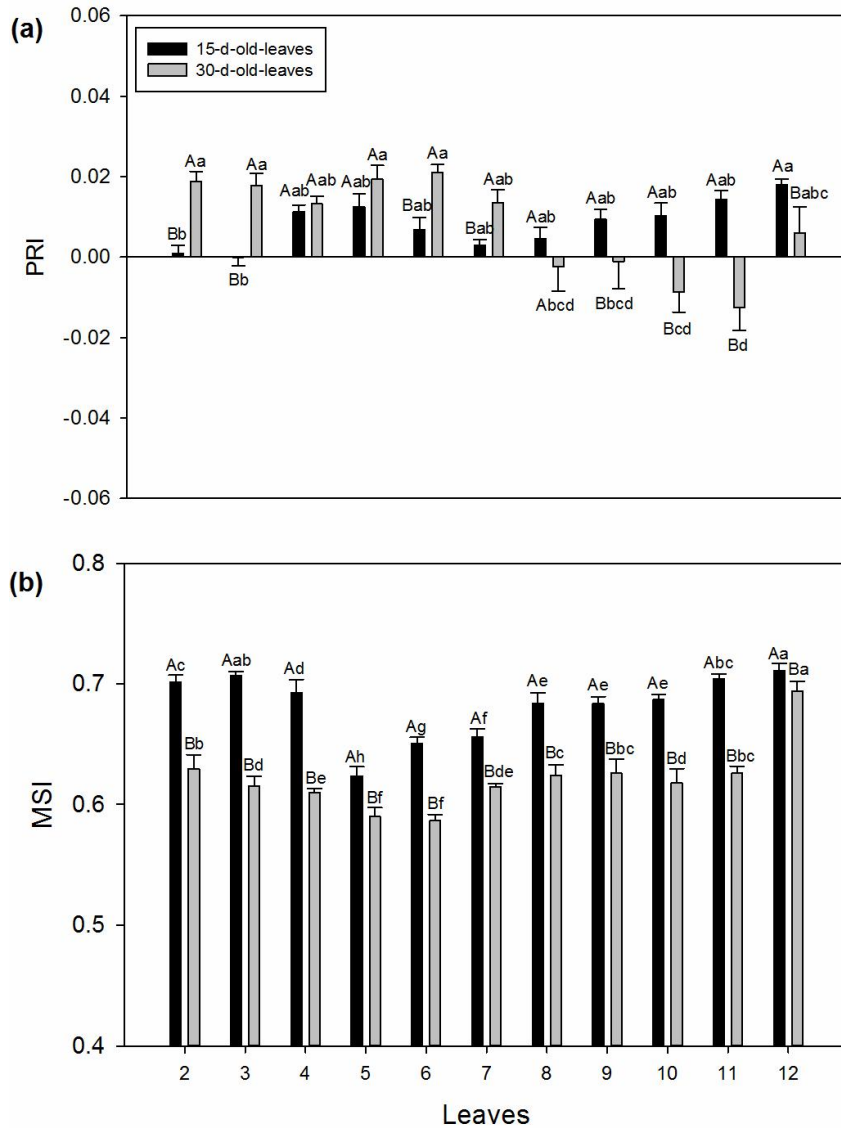 (a)
0.06
0.04
0.02
0.00
-0.02
-0.04
-0.06
PRI
15-d-old-leaves
30-d-old-leaves
Bb Aa Bb Aa Aab Aab Aab Aa Bab Aa Bab Aab Aab Abcd Aab Bbcd Aab Bcd Aab Bd Aa Babc
(b)
0.8
0.7
0.6
0.5
0.4
MSI
Ac Bb Aab Bd Ad Be Ah Bf Ag Bf Af Bde Ae Bc Ae Bbc Ae Bd Abc Bbc Aa Ba
2 3 4 5 6 7 8 9 10 11 12
Leaves